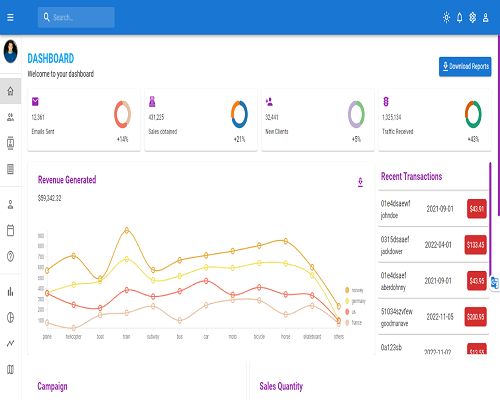 Search...
DASHBOARD
Welcome to your dashboard
Download Reports
12,361
Emails Sent
+14%
431,225
Sales obtained
+21%
32,441
New Clients
+5%
1,325,134
Traffic Received
+43%
Revenue Generated
$59,342.32
900
800
700
600
500
400
300
200
100
plane
helicopter
boat
train
subway
bus
car
moto
bicycle
horse
skateboard
others
norway
germany
us
france
Recent Transactions
01e4dsaewf
johndoe
2021-09-01
$43.91
0315dsaaef
jackdower
2022-04-01
$133.45
01e4dsaef
aberdohnny
2021-09-01
$43.95
51034szvfew
goodmanave
2022-11-05
$200.95
0a123sb
2022-11-02
$13.55
Campaign
Sales Quantity